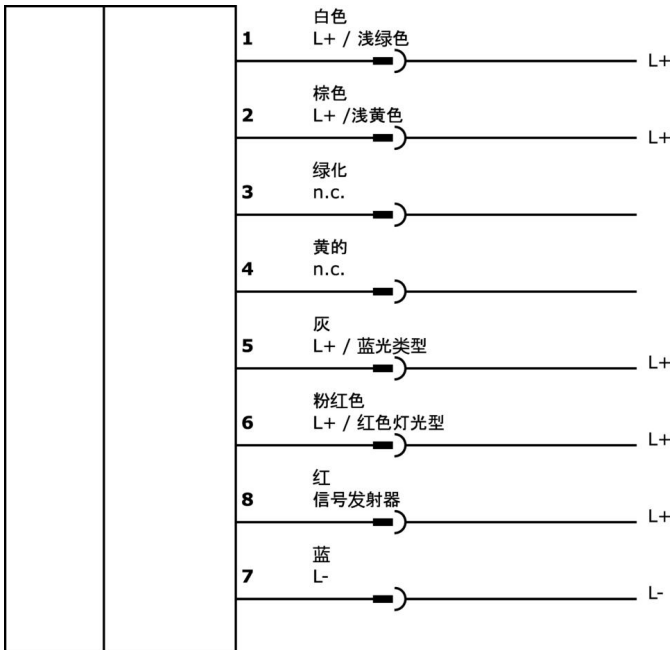 白色
1 L+ / 浅绿色
L+
棕色
2 L+ /浅黄色
L+
绿化
3 n.c.
黄的
4 n.c.
灰
5 L+ / 蓝光类型
L+
粉红色
6 L+ / 红色灯光型
L+
红
8 信号发射器
L+
蓝
7 L-
L-